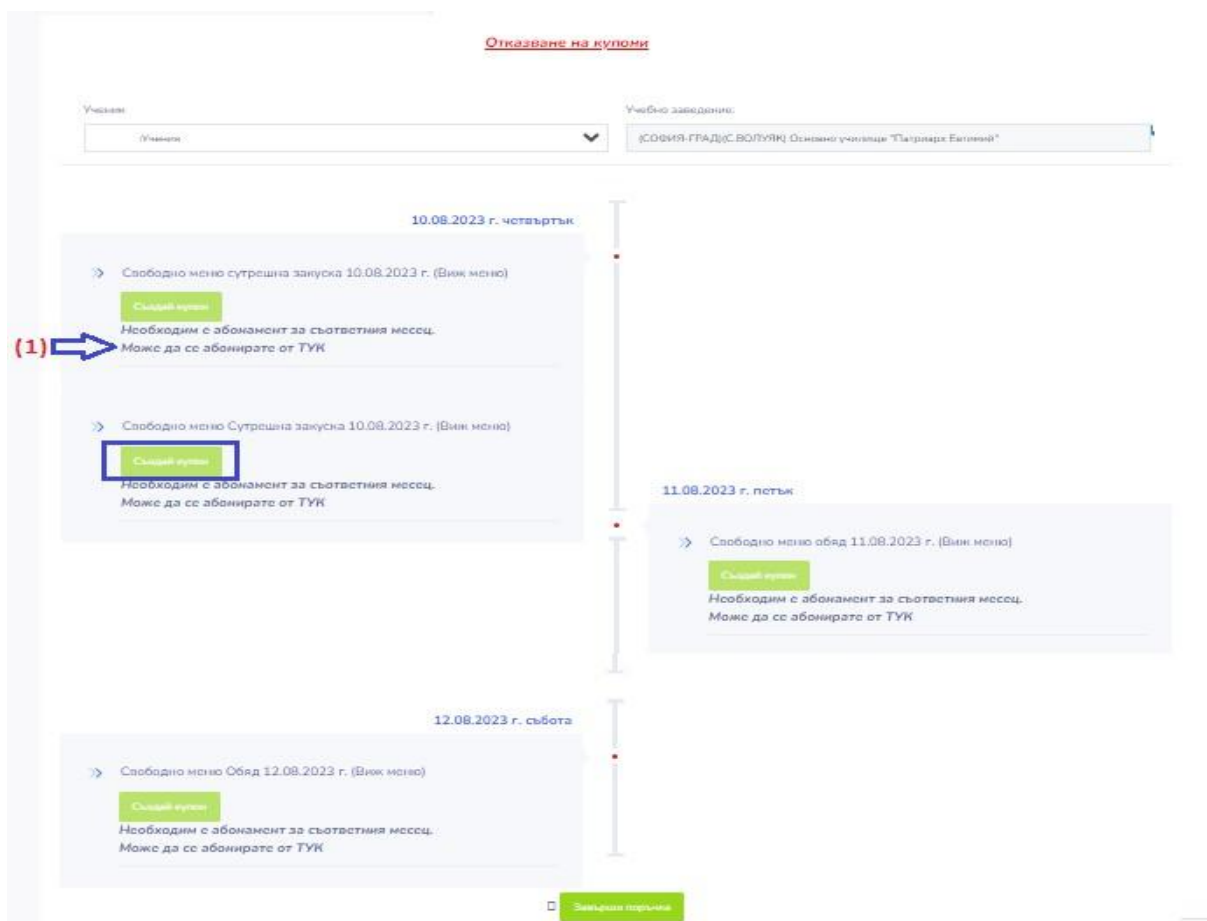 Отказване на купони
Ученик
/Ученити
Учебно заведение:
(СОФИЯ-ГРАД)(С.ВОЛУЯК) Основно училище "Патриарх Евтимий"
10.08.2023 г. четвъртък
Свободно меню сутрешна закуска 10.08.2023 г. (Виж меню)
Създай купон
Необходим е абонамент за съответния месец.
(1) Може да се абонирате от ТУК
Свободно меню Сутрешна закуска 10.08.2023 г. (Виж меню)
Създай купон
Необходим е абонамент за съответния месец.
Може да се абонирате от ТУК
11.08.2023 г. петък
Свободно меню обяд 11.08.2023 г. (Виж меню)
Създай купон
Необходим е абонамент за съответния месец.
Може да се абонирате от ТУК
12.08.2023 г. събота
Свободно меню Обяд 12.08.2023 г. (Виж меню)
Създай купон
Необходим е абонамент за съответния месец.
Може да се абонирате от ТУК
Завърши поръчка